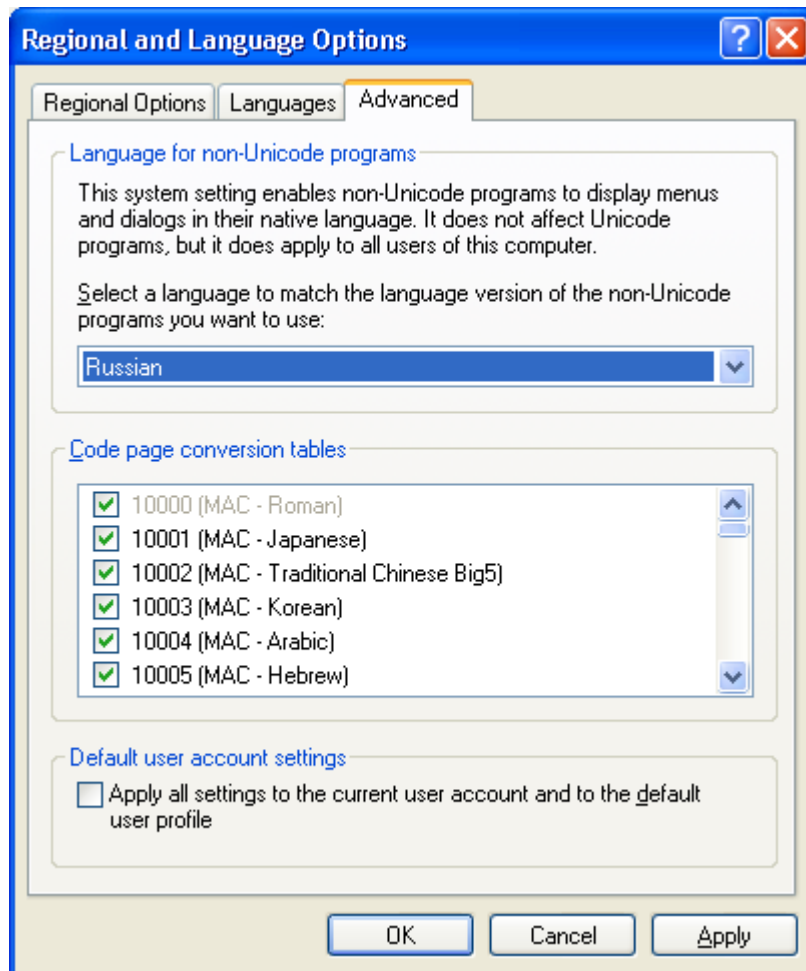 Regional and Language Options
Regional Options
Languages
Advanced
Language for non-Unicode programs
This system setting enables non-Unicode programs to display menus
and dialogs in their native language. It does not affect Unicode
programs, but it does apply to all users of this computer.
Select a language to match the language version of the non-Unicode
programs you want to use:
Russian
Code page conversion tables
10000 (MAC - Roman)
10001 (MAC - Japanese)
10002 (MAC - Traditional Chinese Big5)
10003 (MAC - Korean)
10004 (MAC - Arabic)
10005 (MAC - Hebrew)
Default user account settings
Apply all settings to the current user account and to the default
user profile
OK
Cancel
Apply